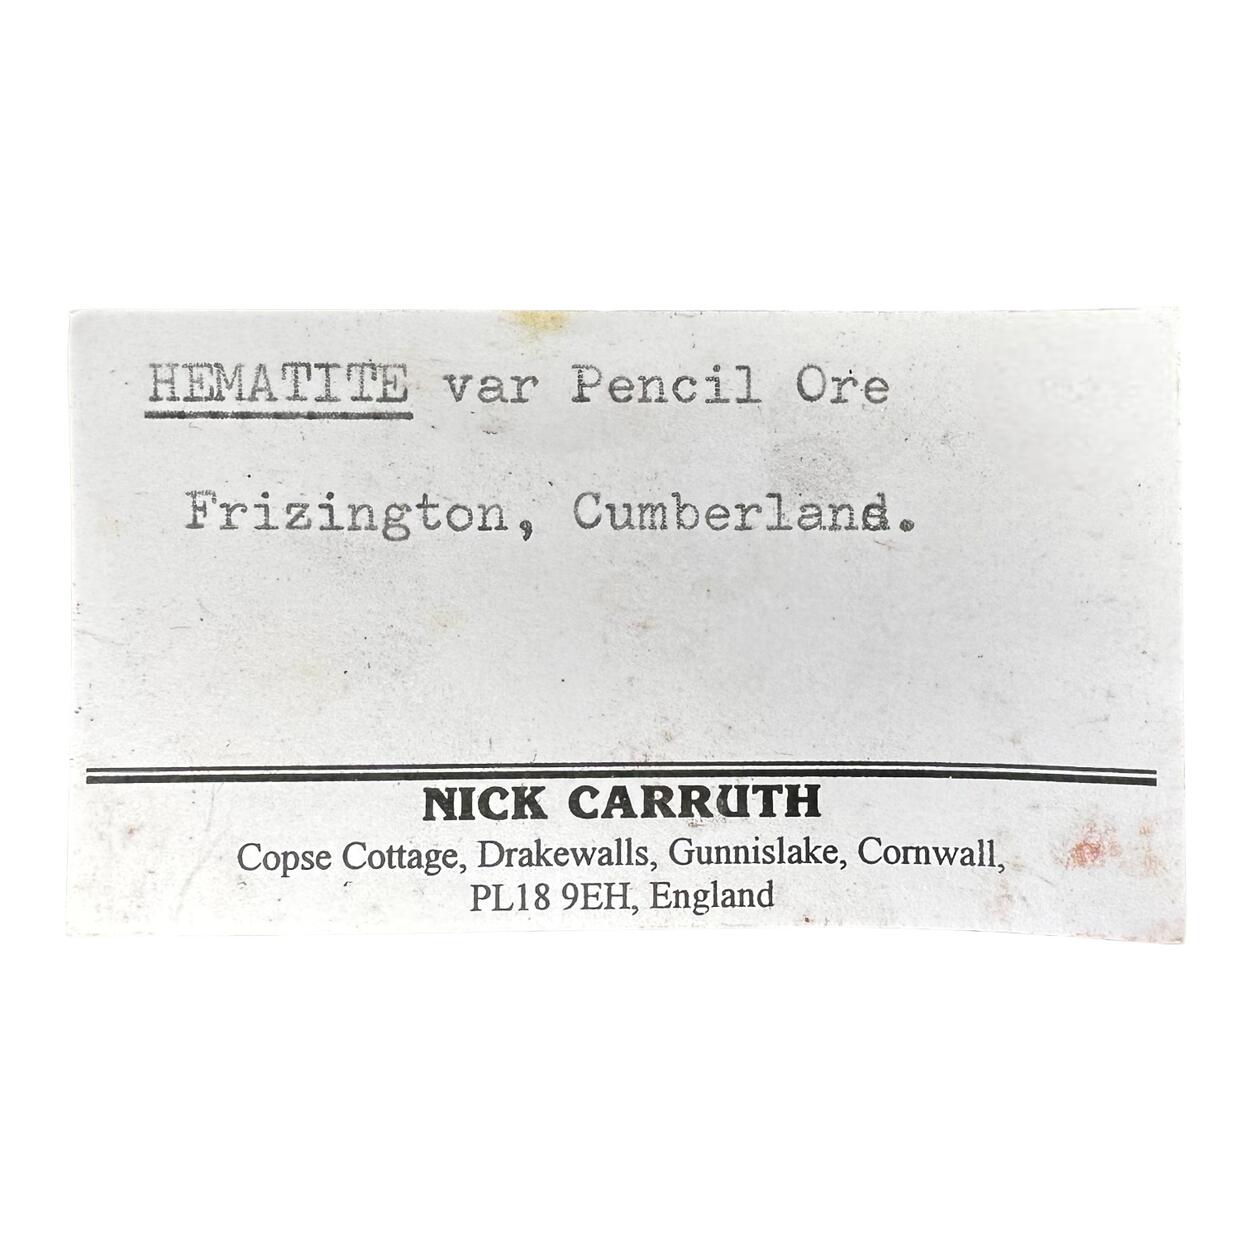 HEMATITE var Pencil Ore
Frizington, Cumberland.
NICK CARRUTH
Copse Cottage, Drakewalls, Gunnislake, Cornwall,
PL18 9EH, England